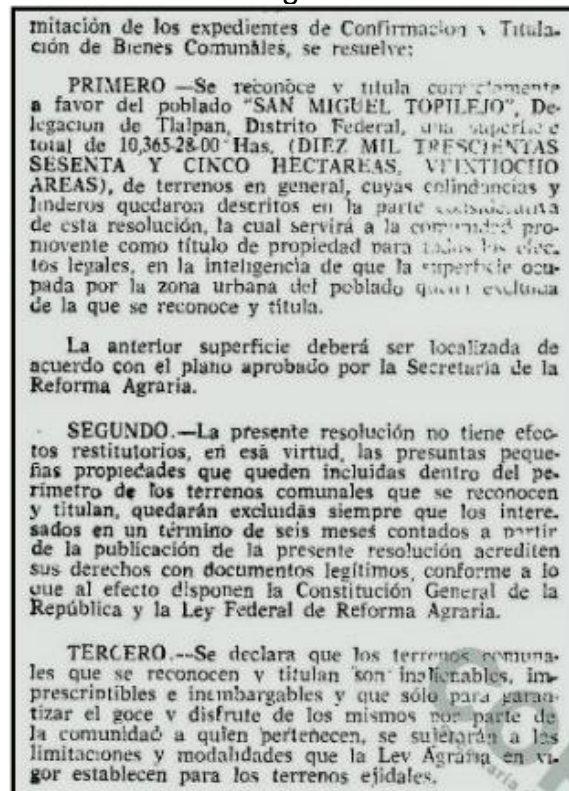 mitación de los expedientes de Confirmación y Titula-
ción de Bienes Comunales, se resuelve:
PRIMERO.—Se reconoce y titula correctamente
a favor del poblado "SAN MIGUEL TOPILEJO", De-
legación de Tlalpan, Distrito Federal, una superficie
total de 10,365-28-00 Has. (DIEZ MIL TRESCIENTAS
SESENTA Y CINCO HECTAREAS, VEINTIOCHO
AREAS), de terrenos en general, cuyas colindancias y
linderos quedaron descritos en la parte considerativa
de esta resolución, la cual servirá a la comunidad pro-
movente como título de propiedad para todos los efec-
tos legales, en la inteligencia de que la superficie ocu-
pada por la zona urbana del poblado queda excluida
de la que se reconoce y titula.
La anterior superficie deberá ser localizada de
acuerdo con el plano aprobado por la Secretaría de la
Reforma Agraria.
SEGUNDO.—La presente resolución no tiene efec-
tos restitutorios, en esa virtud, las presuntas peque-
ñas propiedades que queden incluidas dentro del pe-
rímetro de los terrenos comunales que se reconocen
y titulan, quedarán excluidas siempre que los intere-
sados en un término de seis meses contados a partir
de la publicación de la presente resolución acrediten
sus derechos con documentos legítimos, conforme a lo
que al efecto disponen la Constitución General de la
República y la Ley Federal de Reforma Agraria.
TERCERO.—Se declara que los terrenos comuna-
les que se reconocen y titulan son inalienables, im-
prescriptibles e inembargables y que sólo para garan-
tizar el goce y disfrute de los mismos por parte de
la comunidad a quien pertenecen, se sujetarán a las
limitaciones y modalidades que la Ley Agraria en vi-
gor establecen para los terrenos ejidales.